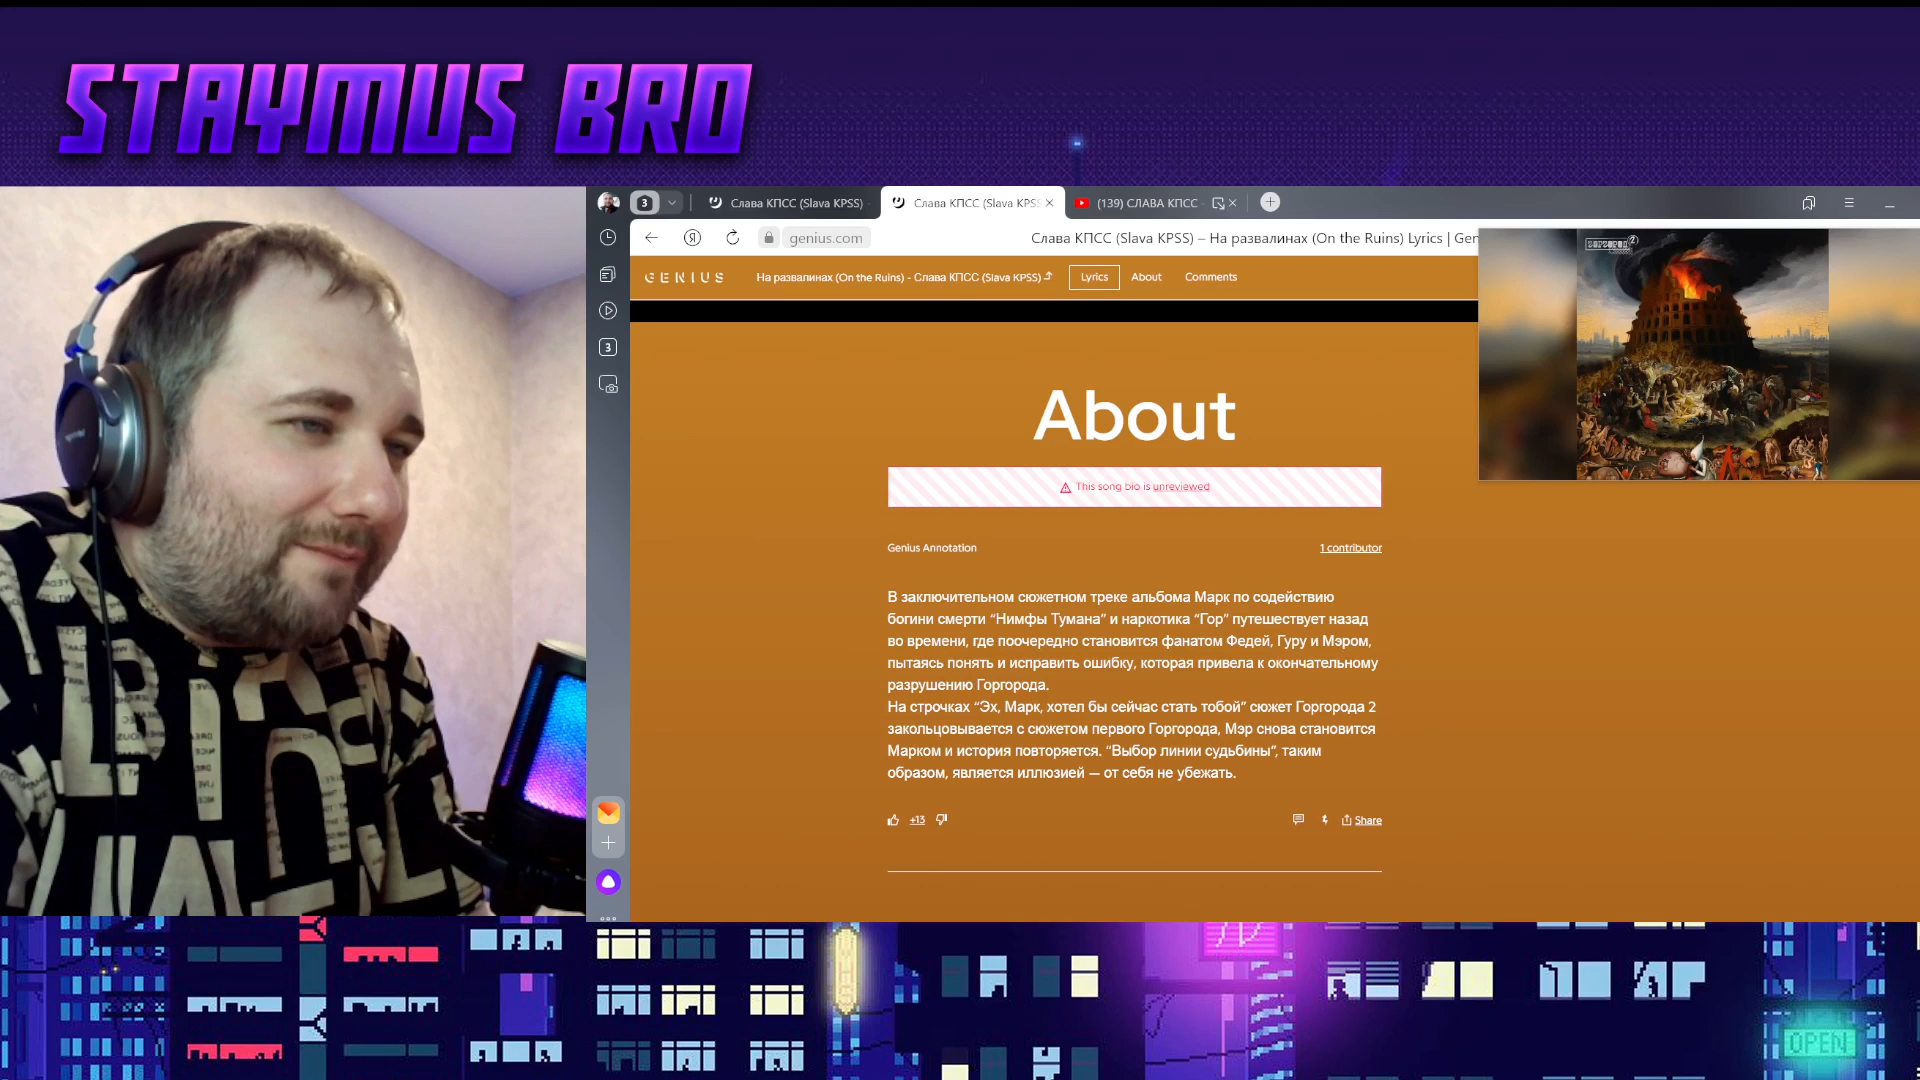 STAYMUS BRO
3
Слава КПСС (Slava KPSS)
Слава КПСС (Slava KPSS
(139) СЛАВА КПСС
genius.com
Слава КПСС (Slava KPSS) – На развалинах (On the Ruins) Lyrics | Gen
GENIUS
На развалинах (On the Ruins) - Слава КПСС (Slava KPSS)
Lyrics
About
Comments
3
About
This song bio is unreviewed
Genius Annotation
1 contributor
В заключительном сюжетном треке альбома Марк по содействию
богини смерти “Нимфы Тумана” и наркотика “Гор” путешествует назад
во времени, где поочередно становится фанатом Федей, Гуру и Мэром,
пытаясь понять и исправить ошибку, которая привела к окончательному
разрушению Горгорода.
На строчках “Эх, Марк, хотел бы сейчас стать тобой” сюжет Горгорода 2
закольцовывается с сюжетом первого Горгорода, Мэр снова становится
Марком и история повторяется. “Выбор линии судьбины”, таким
образом, является иллюзией — от себя не убежать.
+13
Share
OPEN